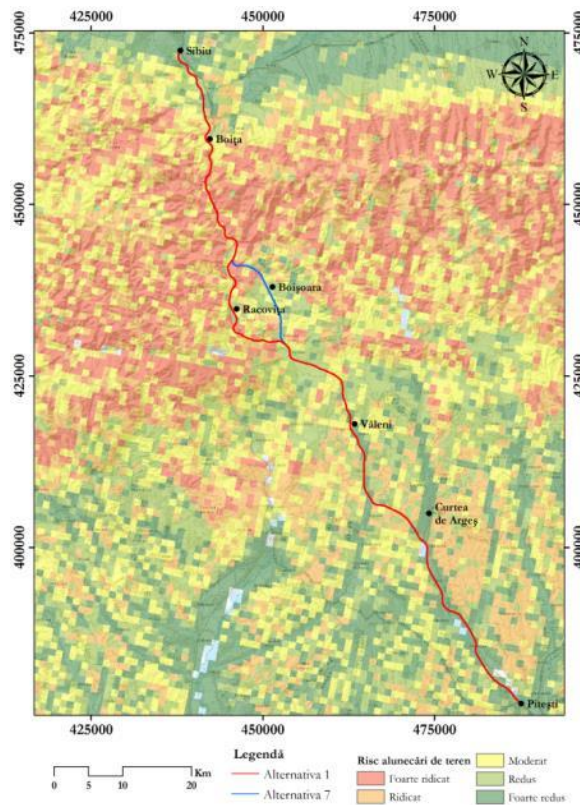 425000 450000 475000
475000 475000
Sibiu
N
W E
S
Boița
450000 450000
Boișoara
Racovița
425000 425000
Văleni
Curtea
de Argeș
400000 400000
Pitești
425000 450000 475000
Legendă
Km
0 5 10 20
Alternativa 1
Alternativa 7
Risc alunecări de teren
Foarte ridicat
Ridicat
Moderat
Redus
Foarte redus